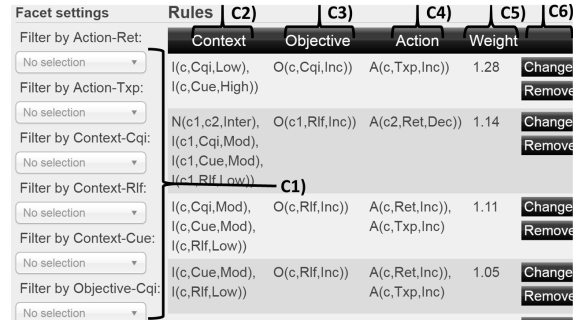 Facet settings
Rules
C2)
C3)
C4)
C5)
C6)
Filter by Action-Ret:
No selection
Filter by Action-Txp:
No selection
Filter by Context-Cqi:
No selection
Filter by Context-Rlf:
No selection
Filter by Context-Cue:
No selection
Filter by Objective-Cqi:
No selection
C1)
Context Objective Action Weight
I(c,Cqi,Low), O(c,Cqi,Inc)) A(c,Txp,Inc)) 1.28 Change
I(c,Cue,High)) Remove
N(c1,c2,Inter), O(c1,Rlf,Inc)) A(c2,Ret,Dec)) 1.14 Change
I(c1,Cqi,Mod), Remove
I(c1,Cue,Mod),
I(c1,Rlf,Low))
I(c,Cqi,Mod), O(c,Rlf,Inc)) A(c,Ret,Inc)), 1.11 Change
I(c,Cue,Mod), A(c,Txp,Inc) Remove
I(c,Rlf,Low))
I(c,Cue,Mod), O(c,Rlf,Inc)) A(c,Ret,Inc)), 1.05 Change
I(c,Rlf,Low)) A(c,Txp,Inc) Remove